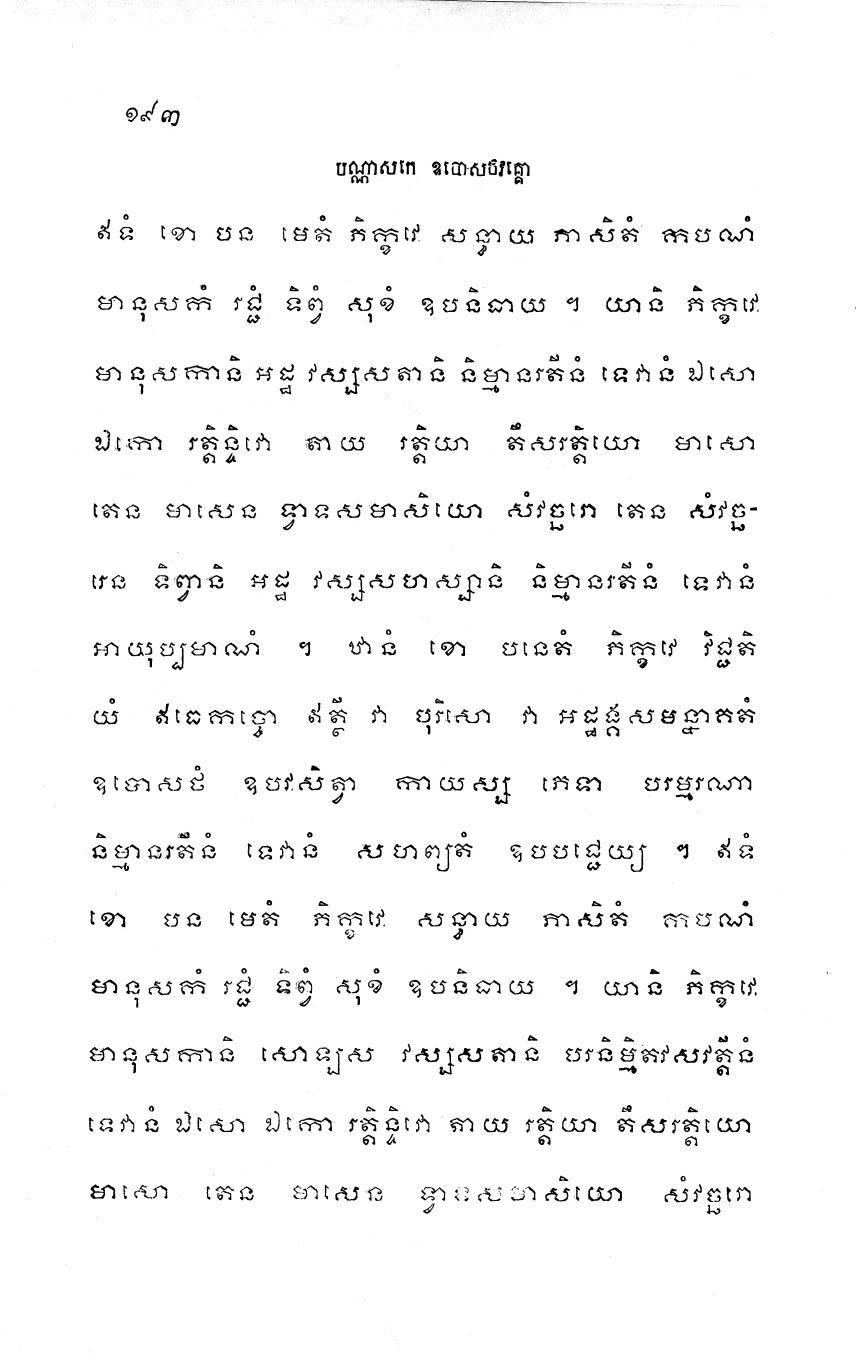 ១៩៣
បណ្ណាសកេ ឧបោសថវគ្គោ
ឥទំ ខោ បន មេតំ ភិក្ខវេ សន្ធាយ ភាសិតំ កាបណំ
មានុសកំ រជ្ជំ ទិព្វំ សុខំ ឧបនិធាយ ។ យានិ ភិក្ខវេ
មានុសកានិ អដ្ឋ វស្សសតានិ និម្មានរតីនំ ទេវានំ ឯសោ
ឯកោ រត្តិន្ទិវោ តាយ រត្តិយា តឹសរត្តិយោ មាសោ
តេន មាសេន ទ្វាទសមាសិយោ សំវច្ឆរោ តេន សំវច្ឆ-
រេន ទិព្វានិ អដ្ឋ វស្សសហស្សានិ និម្មានរតីនំ ទេវានំ
អាយុប្បមាណំ ។ ឋានំ ខោ បនេតំ ភិក្ខវេ វិជ្ជតិ
យំ ឥធេកច្ចោ ឥត្ថី វា បុរិសោ វា អដ្ឋង្គសមន្នាគតំ
ឧបោសថំ ឧបវសិត្វា កាយស្ស ភេទា បរម្មរណា
និម្មានរតីនំ ទេវានំ សហព្យតំ ឧបបជ្ជេយ្យ ។ ឥទំ
ខោ បន មេតំ ភិក្ខវេ សន្ធាយ ភាសិតំ កាបណំ
មានុសកំ រជ្ជំ ទិព្វំ សុខំ ឧបនិធាយ ។ យានិ ភិក្ខវេ
មានុសកានិ សោឡស វស្សសតានិ បរនិម្មិតវសវត្តីនំ
ទេវានំ ឯសោ ឯកោ រត្តិន្ទិវោ តាយ រត្តិយា តឹសរត្តិយោ
មាសោ តេន មាសេន ទ្វាទសមាសិយោ សំវច្ឆរោ